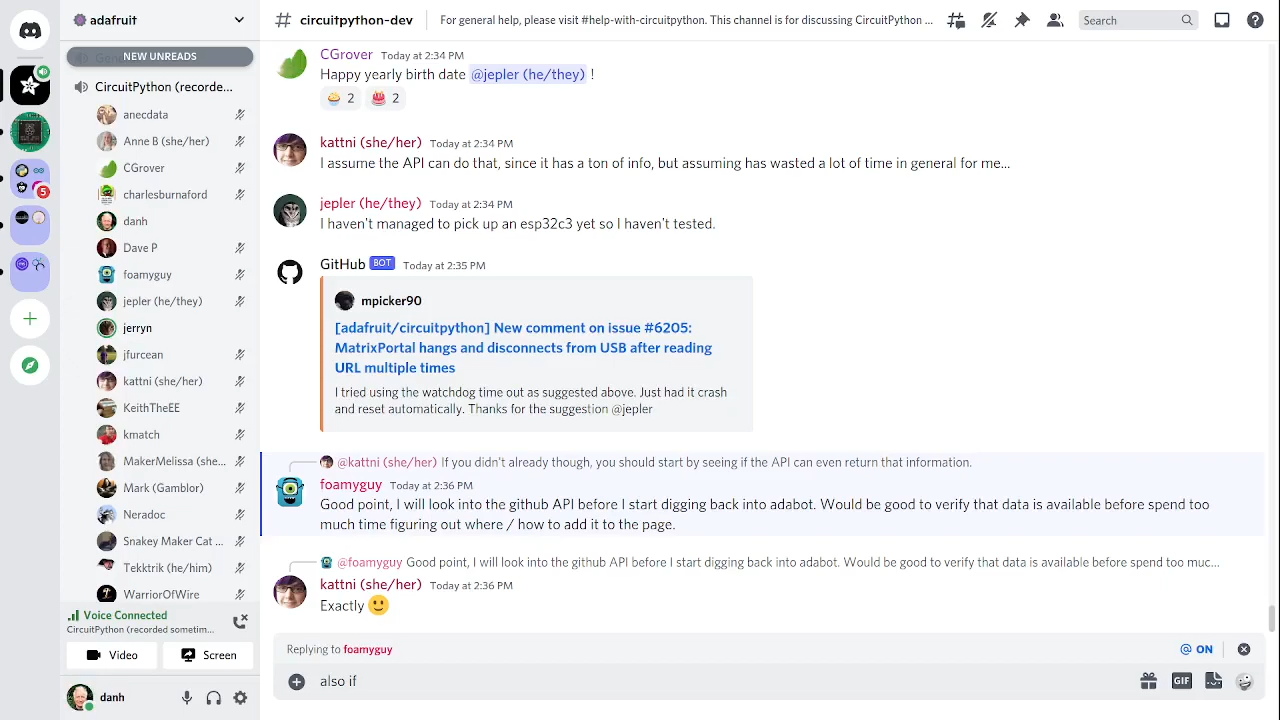 adafruit
NEW UNREADS
CircuitPython (recorde...
anecdata
Anne B (she/her)
CGrover
charlesburnaford
danh
Dave P
foamyguy
jepler (he/they)
jerryn
jfurcean
kattni (she/her)
KeithTheEE
kmatch
MakerMelissa (she...
Mark (Gamblor)
Neradoc
Snakey Maker Cat ...
Tekktrik (he/him)
WarriorOfWire
Voice Connected
CircuitPython (recorded sometim...
Video
Screen
danh
5
# circuitpython-dev
For general help, please visit #help-with-circuitpython. This channel is for discussing CircuitPython ...
Search
CGrover Today at 2:34 PM
Happy yearly birth date @jepler (he/they) !
2 2
kattni (she/her) Today at 2:34 PM
I assume the API can do that, since it has a ton of info, but assuming has wasted a lot of time in general for me...
jepler (he/they) Today at 2:34 PM
I haven't managed to pick up an esp32c3 yet so I haven't tested.
GitHub BOT Today at 2:35 PM
mpicker90
[adafruit/circuitpython] New comment on issue #6205:
MatrixPortal hangs and disconnects from USB after reading
URL multiple times
I tried using the watchdog time out as suggested above. Just had it crash
and reset automatically. Thanks for the suggestion @jepler
@kattni (she/her) If you didn't already though, you should start by seeing if the API can even return that information.
foamyguy Today at 2:36 PM
Good point, I will look into the github API before I start digging back into adabot. Would be good to verify that data is available before spend too
much time figuring out where / how to add it to the page.
@foamyguy Good point, I will look into the github API before I start digging back into adabot. Would be good to verify that data is available before spend too muc...
kattni (she/her) Today at 2:36 PM
Exactly
Replying to foamyguy
@ ON
also if
GIF